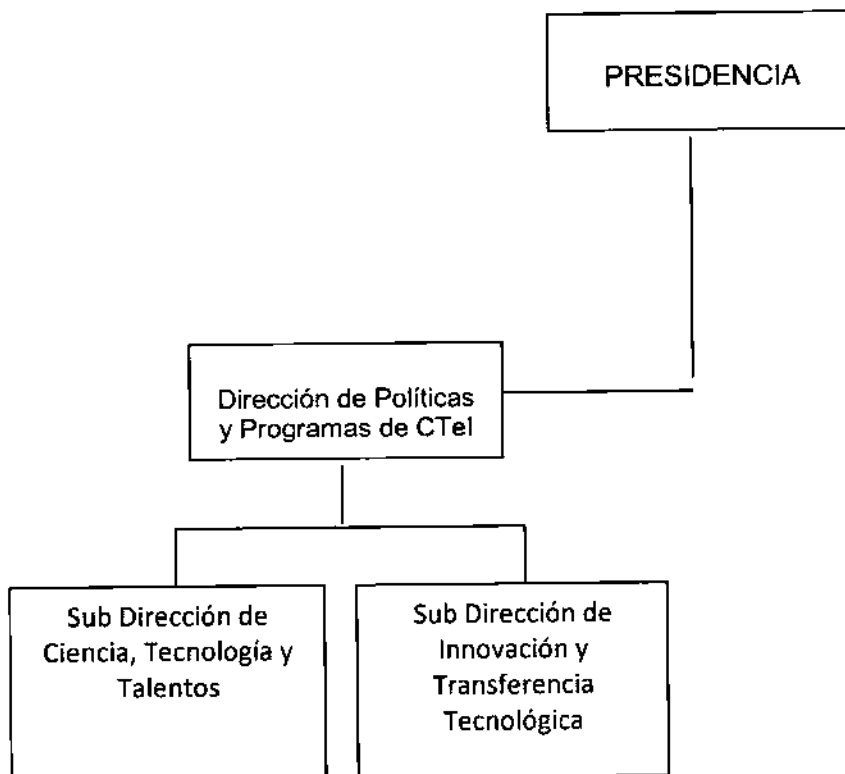 PRESIDENCIA
Dirección de Políticas
y Programas de CTeI
Sub Dirección de
Ciencia, Tecnología y
Talentos
Sub Dirección de
Innovación y
Transferencia
Tecnológica